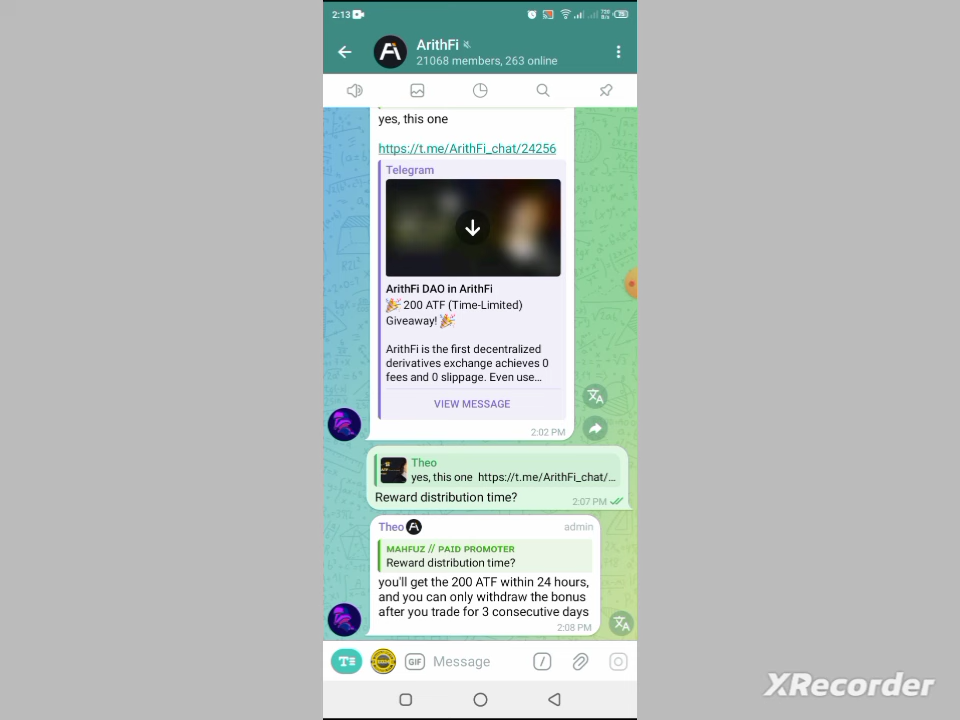 2:13
ArithFi
21068 members, 263 online
yes, this one
https://t.me/ArithFi_chat/24256
Telegram
ArithFi DAO in ArithFi
🎉 200 ATF (Time-Limited)
Giveaway! 🎉
ArithFi is the first decentralized
derivatives exchange achieves 0
fees and 0 slippage. Even use...
VIEW MESSAGE
2:02 PM
Theo
yes, this one https://t.me/ArithFi_chat/...
Reward distribution time?
2:07 PM
Theo admin
MAHFUZ // PAID PROMOTER
Reward distribution time?
you'll get the 200 ATF within 24 hours,
and you can only withdraw the bonus
after you trade for 3 consecutive days
2:08 PM
GIF Message
XRecorder